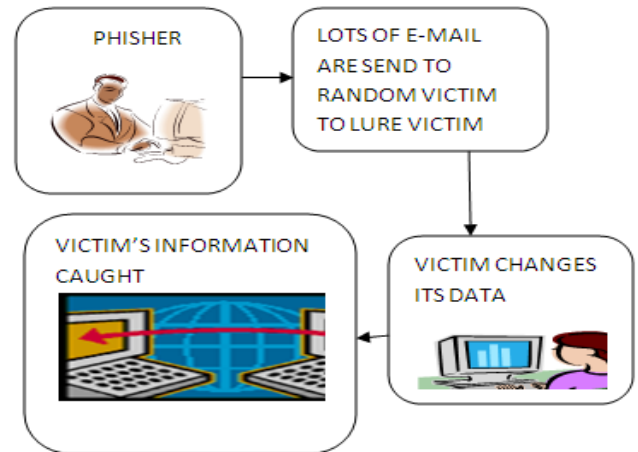 PHISHER
LOTS OF E-MAIL
ARE SEND TO
RANDOM VICTIM
TO LURE VICTIM
VICTIM CHANGES
ITS DATA
VICTIM'S INFORMATION
CAUGHT